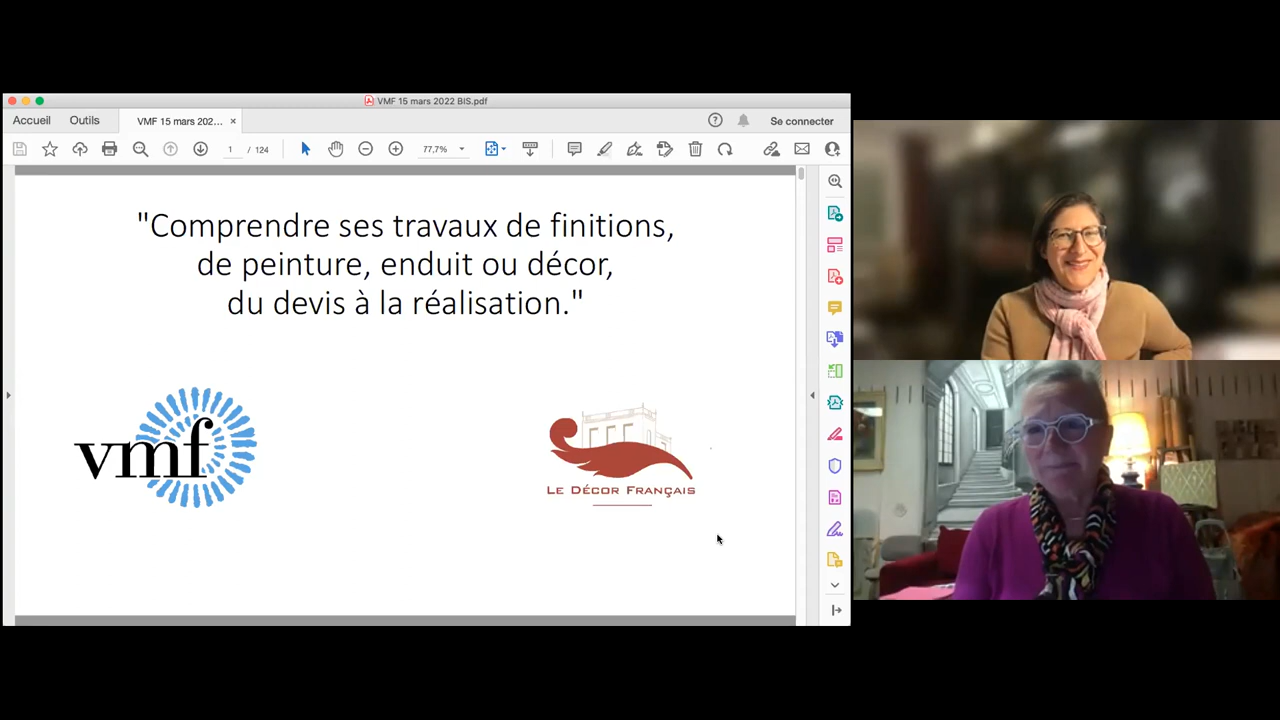 VMF 15 mars 2022 BIS.pdf
Accueil Outils VMF 15 mars 202... × Se connecter
1 / 124 77,7%
"Comprendre ses travaux de finitions,
de peinture, enduit ou décor,
du devis à la réalisation."
vmf
LE DÉCOR FRANÇAIS